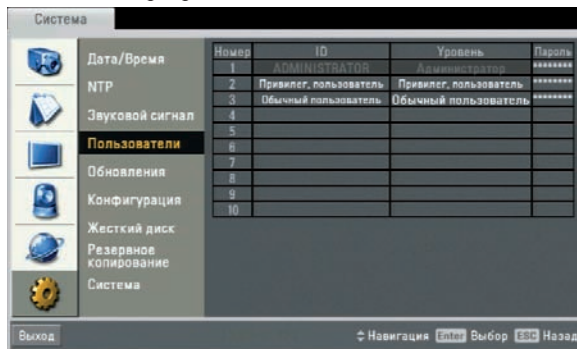 Система
Дата/Время
NTP
Звуковой сигнал
Пользователи
Обновления
Конфигурация
Жесткий диск
Резервное
копирование
Система
Номер ID Уровень Пароль
1 ADMINISTRATOR Администратор ********
2 Привилег, пользователь Привилег, пользователь ********
3 Обычный пользователь Обычный пользователь ********
4
5
6
7
8
9
10
Выход Навигация Enter Выбор ESC Назад